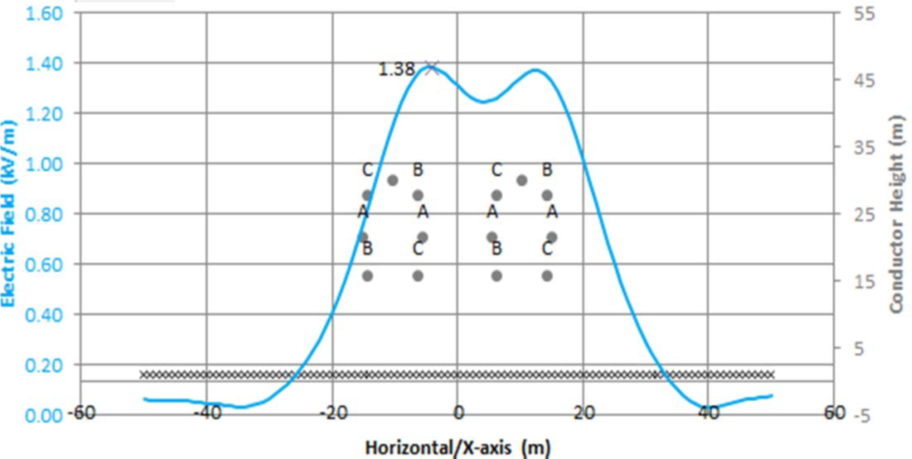 1.60
1.40
1.20
1.00
0.80
0.60
0.40
0.20
0.00
Electric Field (kV/m)
1.38
C B C B
A A A A
B C B C
-60 -40 -20 0 20 40 60
Horizontal/X-axis (m)
55
45
35
25
15
5
-5
Conductor Height (m)